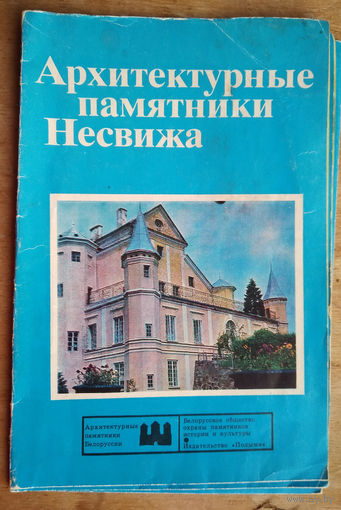 Архитектурные
памятники
Несвижа
Архитектурные
памятники
Белоруссии
Белорусское общество
охраны памятников
истории и культуры
Издательство «Полымя»